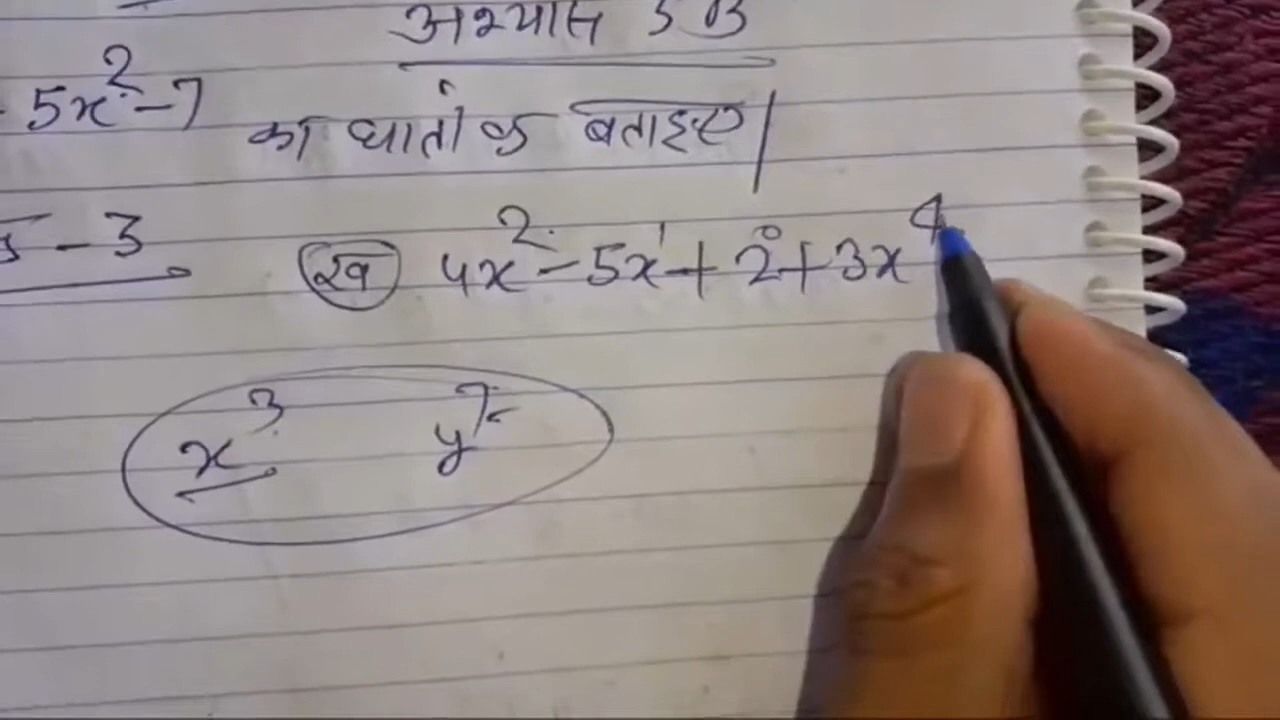 अभ्यास 5 B
5x² - 7 का घातांक बताइए।
- 3 (ख) 4x² - 5x¹ + 2⁰ + 3x⁴
x³ y⁷